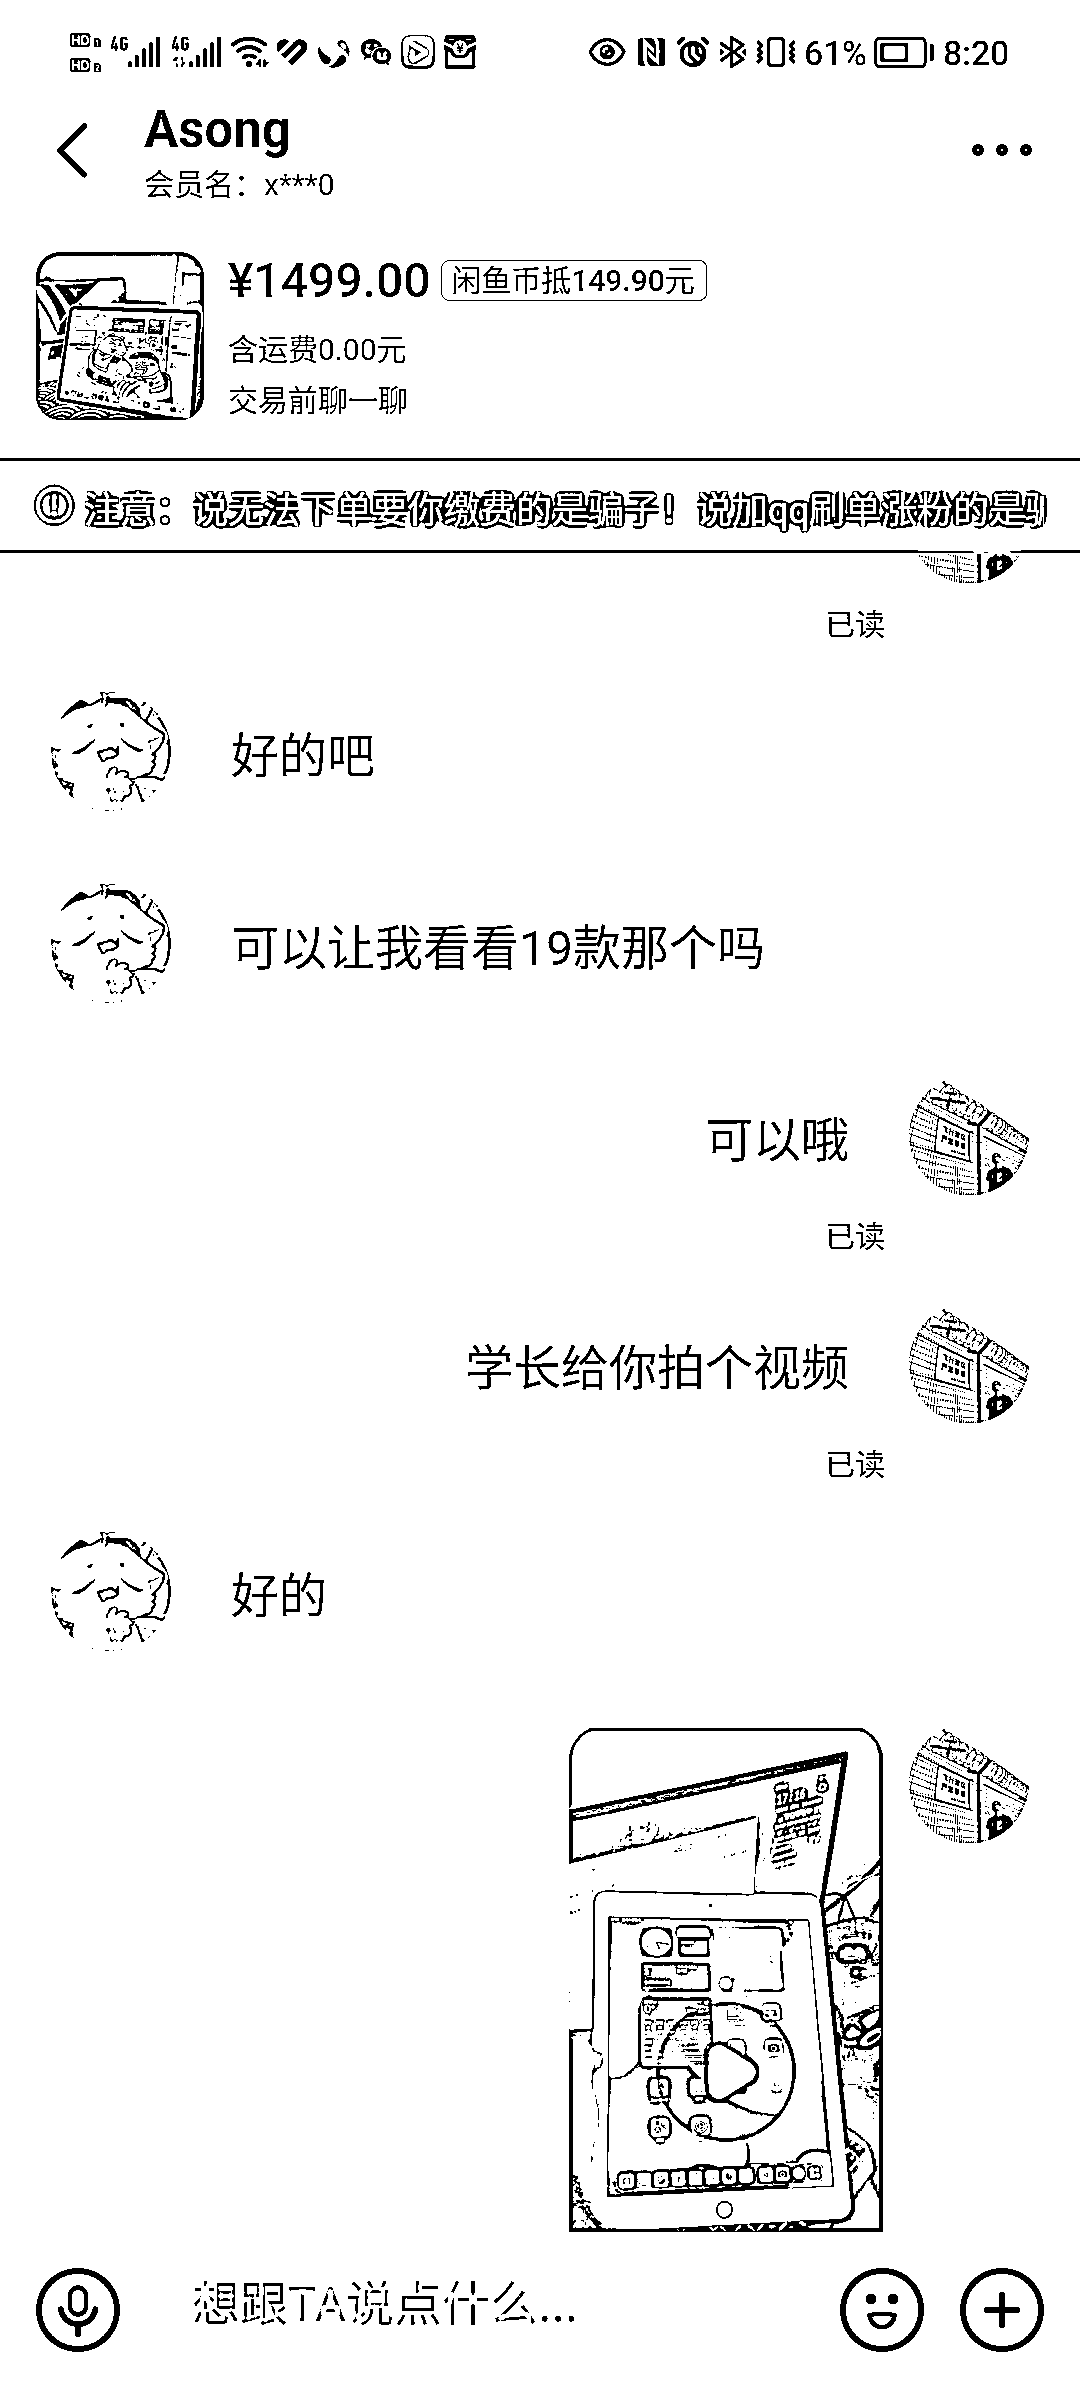 61% 8:20
Asong
会员名：x***0
¥1499.00 闲鱼币抵149.90元
含运费0.00元
交易前聊一聊
注意：说无法下单要你缴费的是骗子！说加qq刷单涨粉的是
已读
好的吧
可以让我看看19款那个吗
可以哦
已读
学长给你拍个视频
已读
好的
想跟TA说点什么...